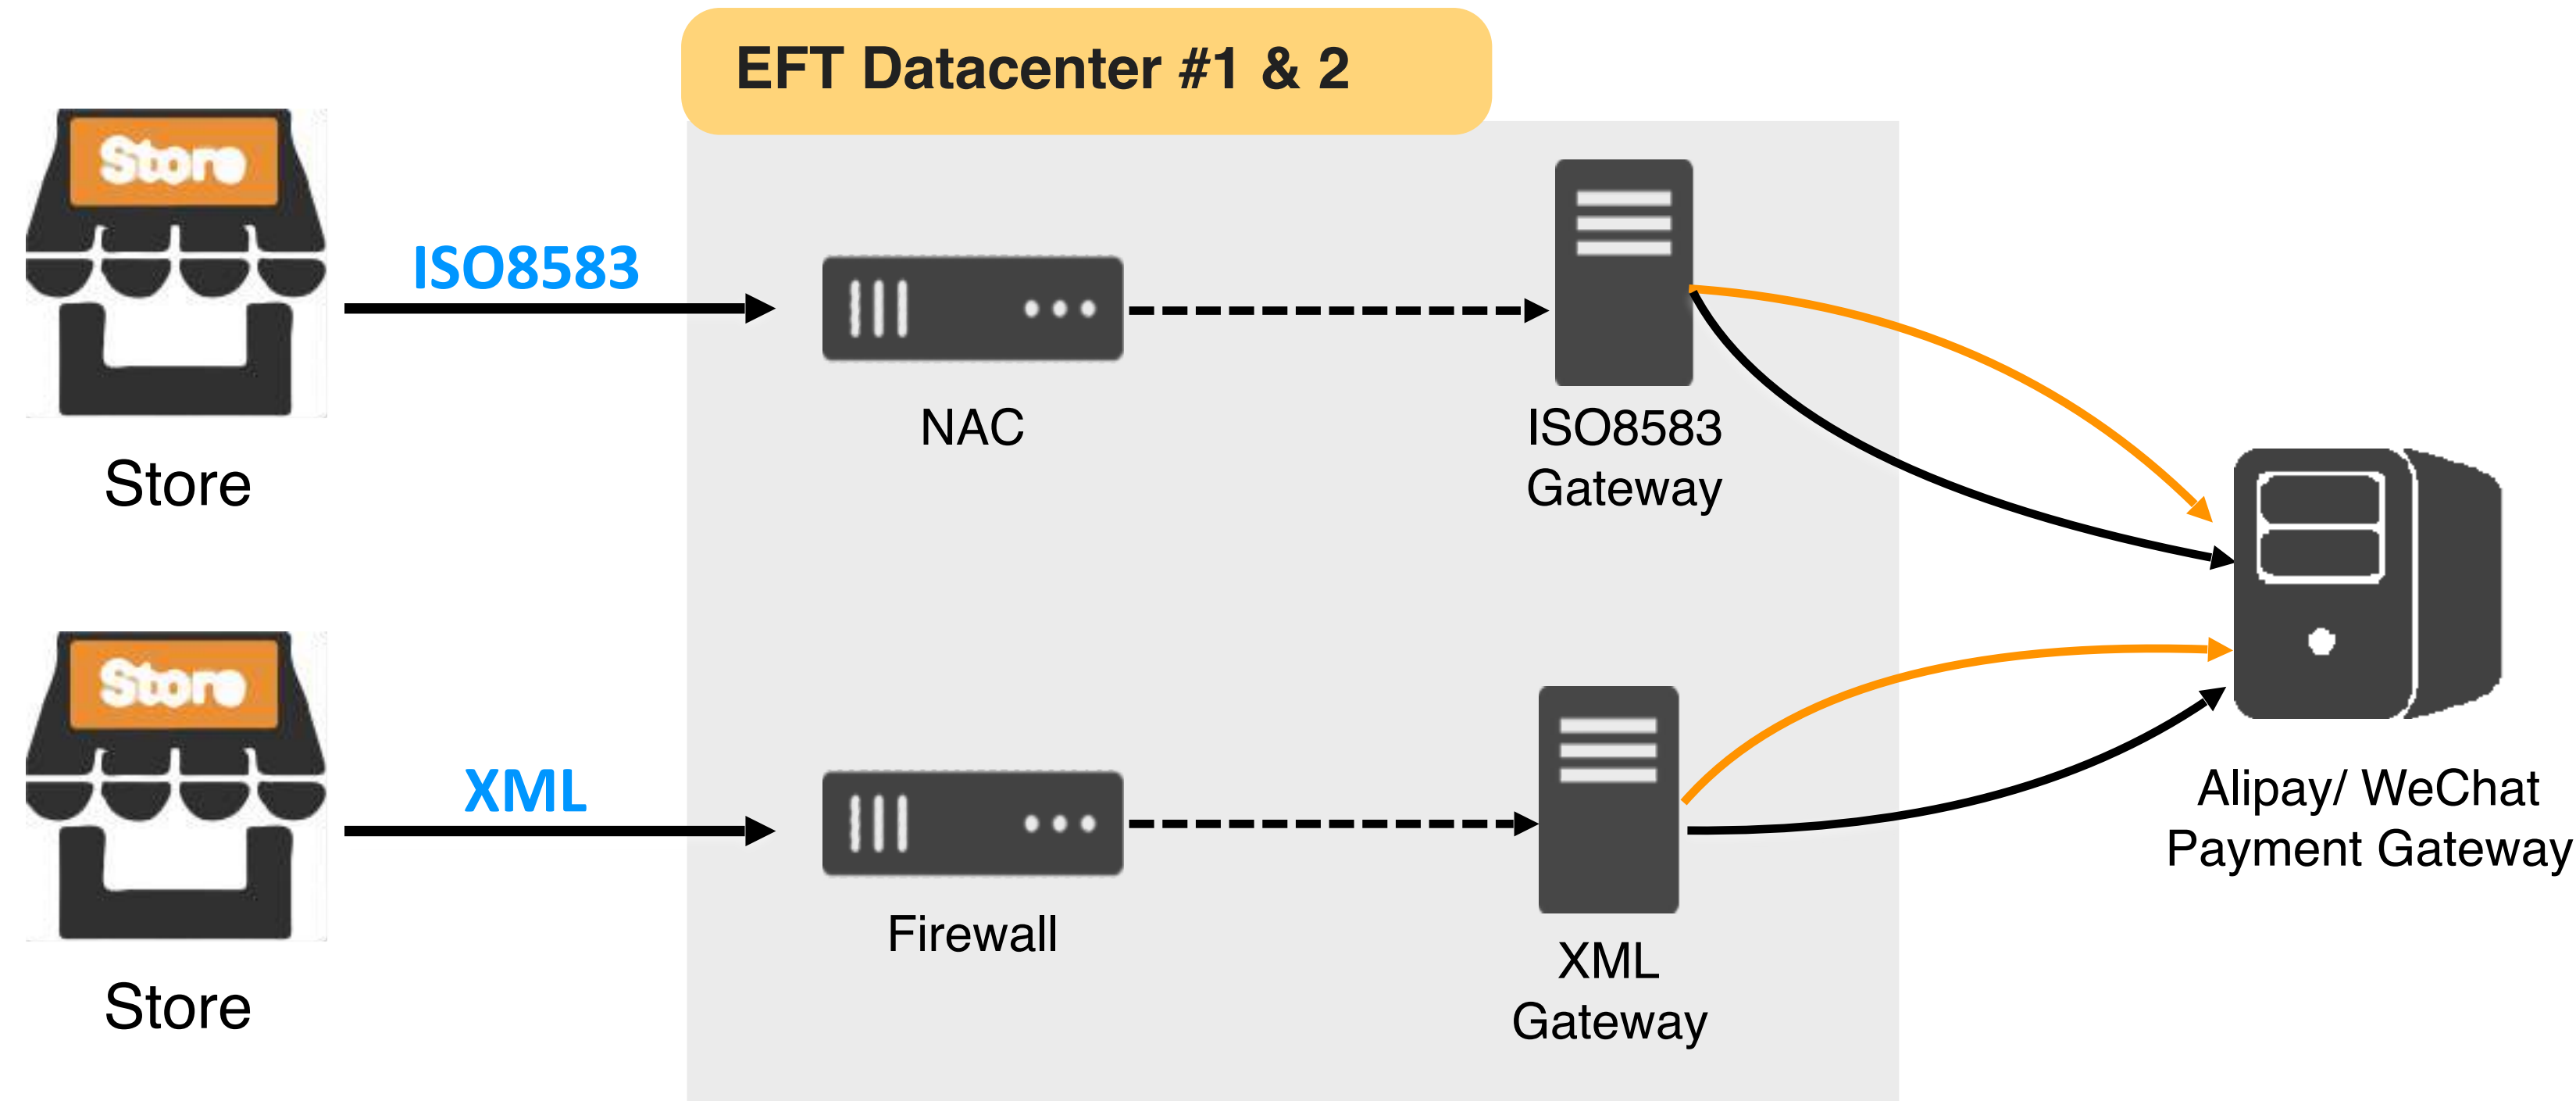 EFT Datacenter #1 & 2
Store
ISO8583
NAC
ISO8583
Gateway
Store
Store
XML
Firewall
XML
Gateway
Store
Alipay/ WeChat
Payment Gateway